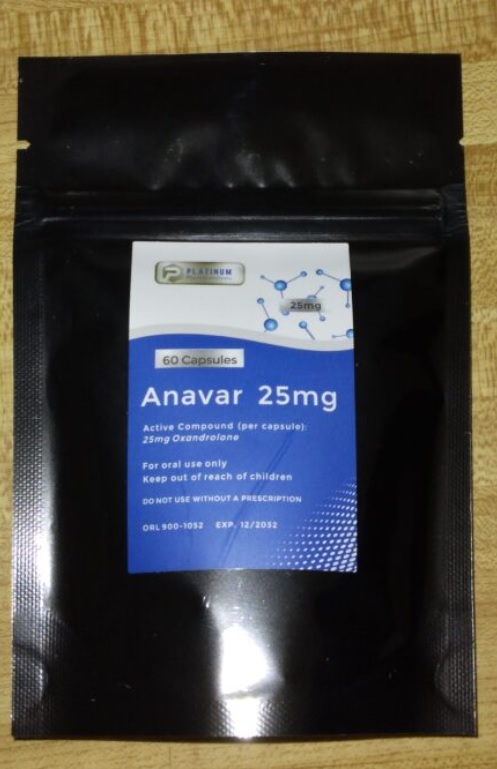 PLATINUM
25mg
60 Capsules
Anavar 25mg
Active Compound (per capsule):
25mg Oxandrolone
For oral use only
Keep out of reach of children
DO NOT USE WITHOUT A PRESCRIPTION
ORL 900-1052 EXP. 12/2032